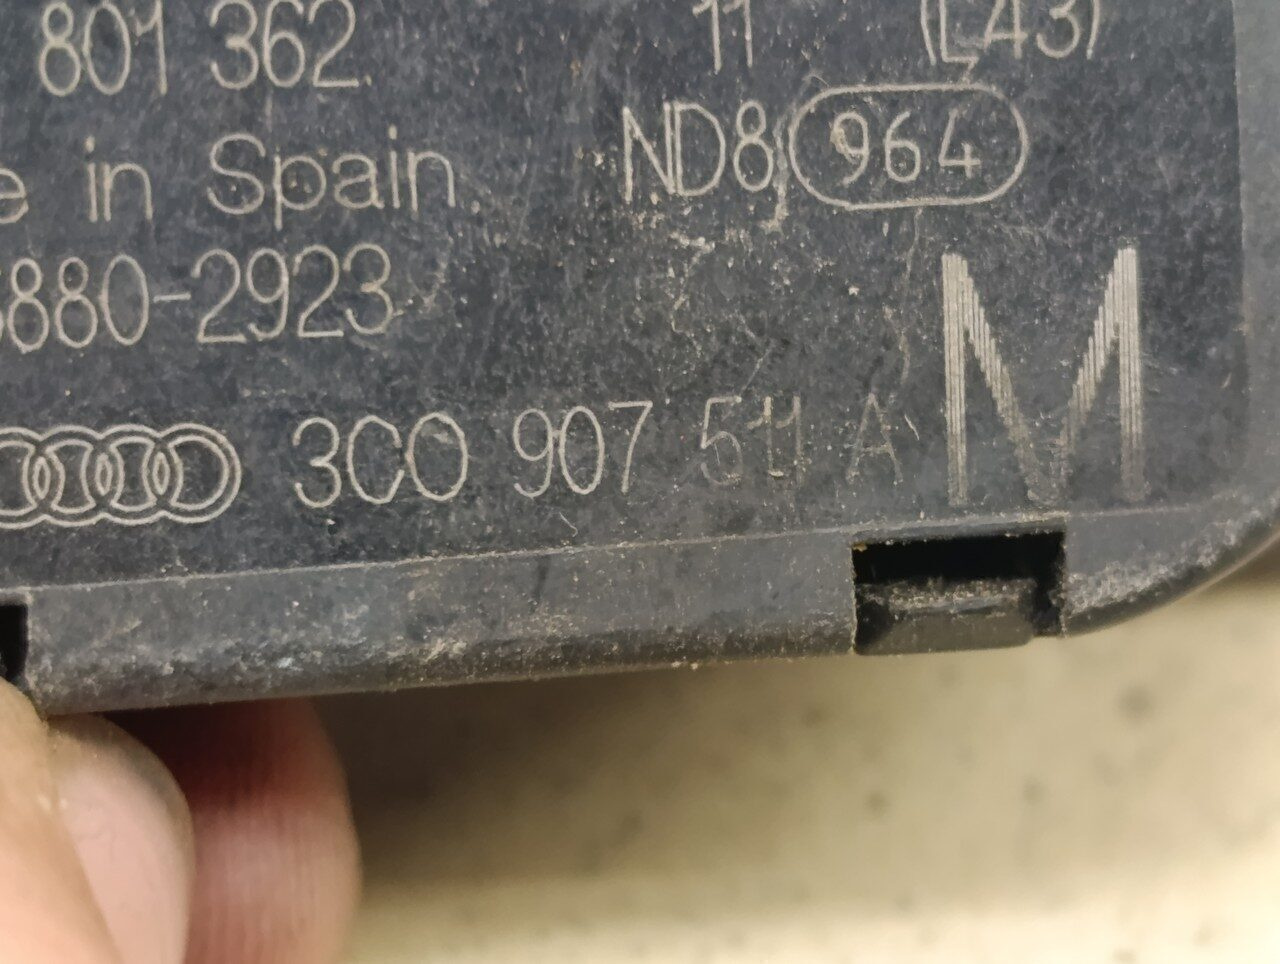 801 362
11 (L43)
e in Spain
ND8 964
880-2923
3C0 907 511 A
M